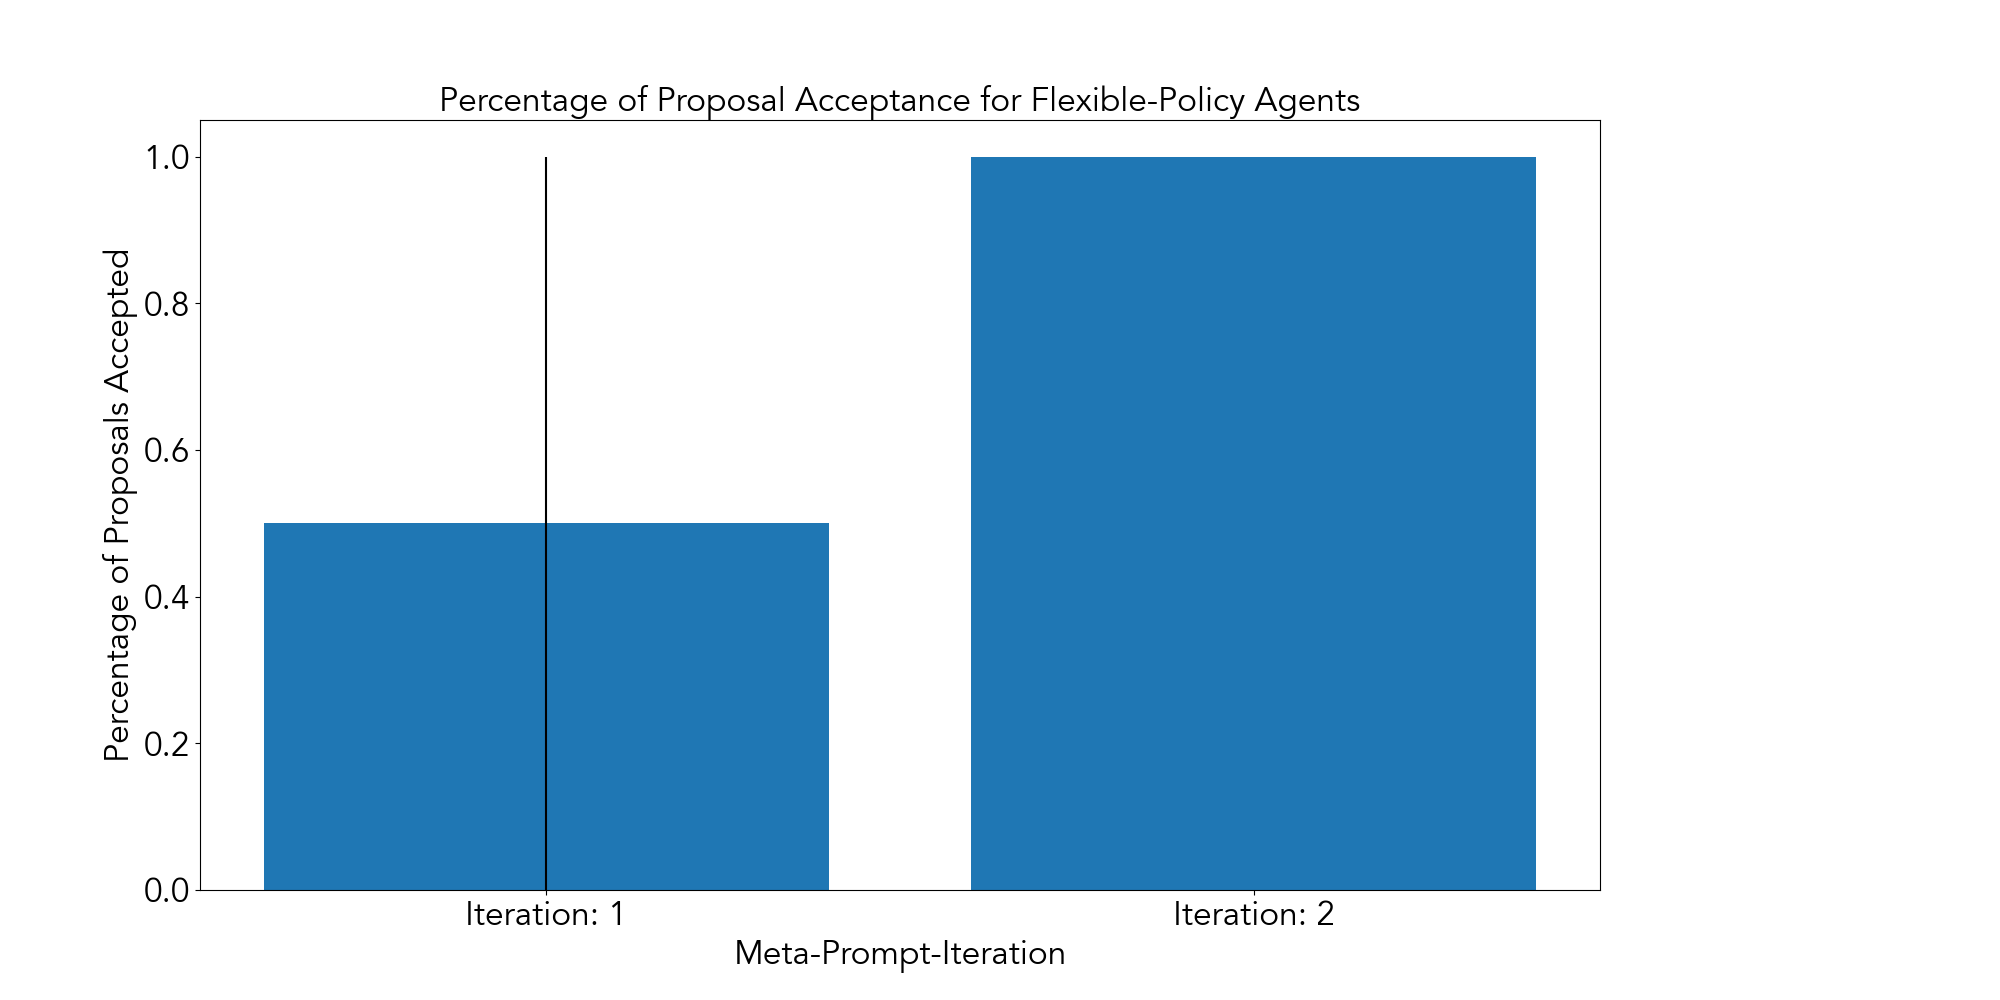 Percentage of Proposal Acceptance for Flexible-Policy Agents
Percentage of Proposals Accepted
1.0
0.8
0.6
0.4
0.2
0.0
Iteration: 1
Iteration: 2
Meta-Prompt-Iteration